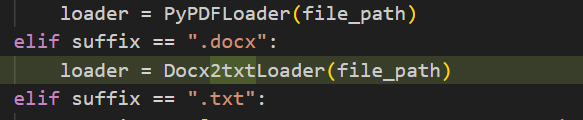 loader = PyPDFLoader(file_path)
elif suffix == ".docx":
loader = Docx2txtLoader(file_path)
elif suffix == ".txt":